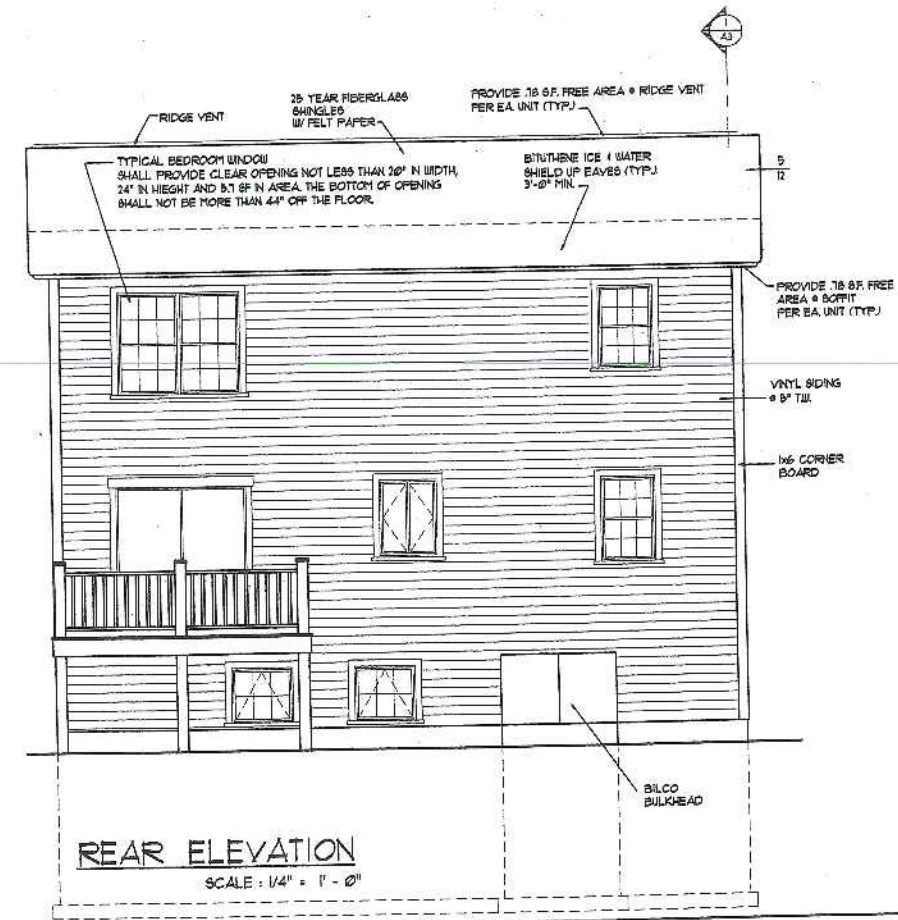 A3
RIDGE VENT
25 YEAR FIBERGLASS
SHINGLES
W/ FELT PAPER
PROVIDE .78 S.F. FREE AREA @ RIDGE VENT
PER EA. UNIT (TYP.)
TYPICAL BEDROOM WINDOW
SHALL PROVIDE CLEAR OPENING NOT LESS THAN 20" IN WIDTH,
24" IN HIEGHT AND 5.7 SF IN AREA. THE BOTTOM OF OPENING
SHALL NOT BE MORE THAN 44" OFF THE FLOOR.
BITUTHENE ICE & WATER
SHIELD UP EAVES (TYP.)
3'-0" MIN.
5
12
PROVIDE .78 S.F. FREE
AREA @ SOFFIT
PER EA. UNIT (TYP.)
VINYL SIDING
@ 5" T.W.
1x6 CORNER
BOARD
BILCO
BULKHEAD
REAR ELEVATION
SCALE : 1/4" = 1' - 0"